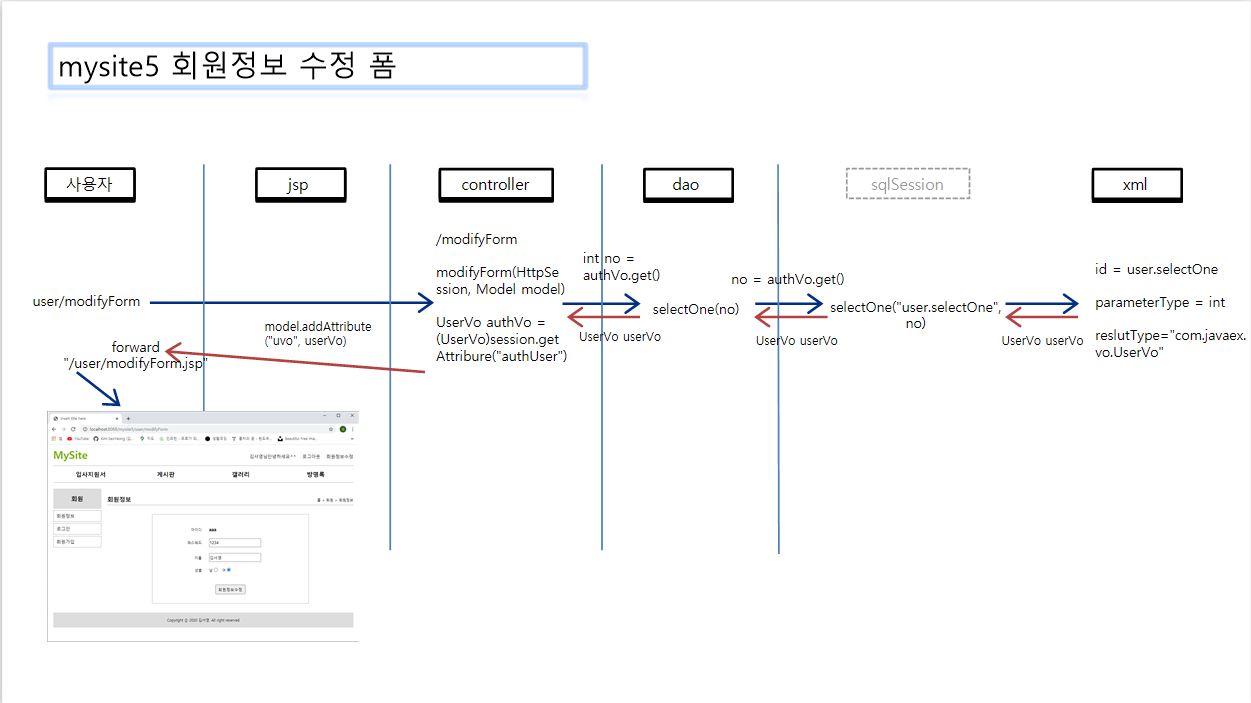 mysite5 회원정보 수정 폼
사용자
jsp
controller
dao
sqlSession
xml
/modifyForm
modifyForm(HttpSe
ssion, Model model)
UserVo authVo =
(UserVo)session.get
Attribure("authUser")
int no =
authVo.get()
no = authVo.get()
id = user.selectOne
parameterType = int
reslutType="com.javaex.
vo.UserVo"
user/modifyForm
selectOne(no)
selectOne("user.selectOne",
no)
model.addAttribute
("uvo", userVo)
UserVo userVo
UserVo userVo
UserVo userVo
forward
"/user/modifyForm.jsp"
localhost:8088/mysite5/user/modifyForm
YouTube
MySite
김서영님안녕하세요^^ 로그아웃 회원정보수정
입사지원서 게시판 갤러리 방명록
회원
회원정보
홈 > 회원 > 회원정보
회원정보
로그인
회원가입
아이디 aaa
패스워드 1234
이름 김서영
성별 남 여
회원정보수정
Copyright ⓒ 2020 김서영. All right reserved